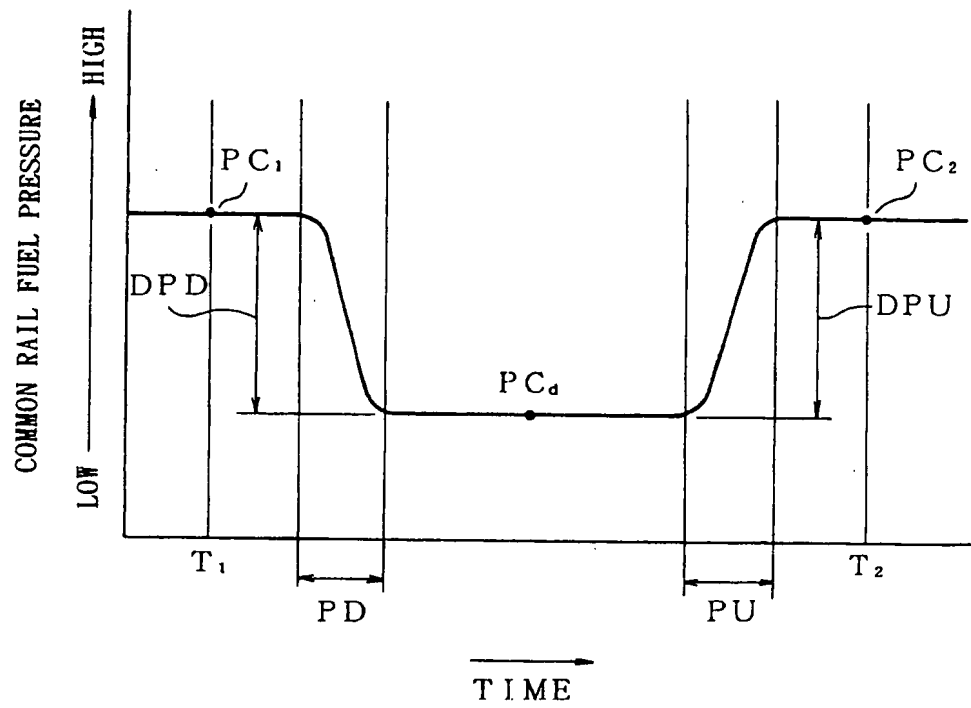 HIGH
COMMON RAIL FUEL PRESSURE
LOW
PC₁
PC₂
DPD
DPU
PCd
T₁
T₂
PD
PU
TIME